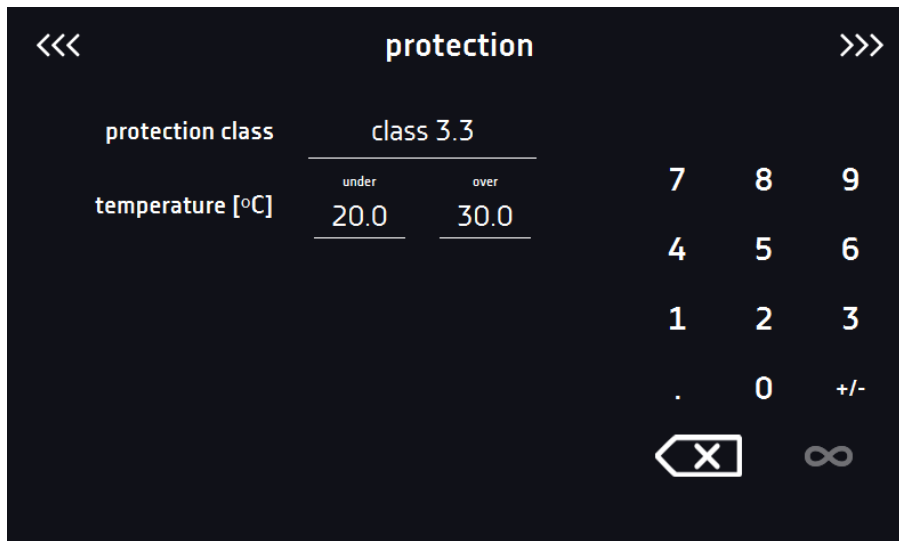 <<< protection >>>
protection class class 3.3
under over
temperature [°C] 20.0 30.0
7 8 9
4 5 6
1 2 3
. 0 +/-
∞